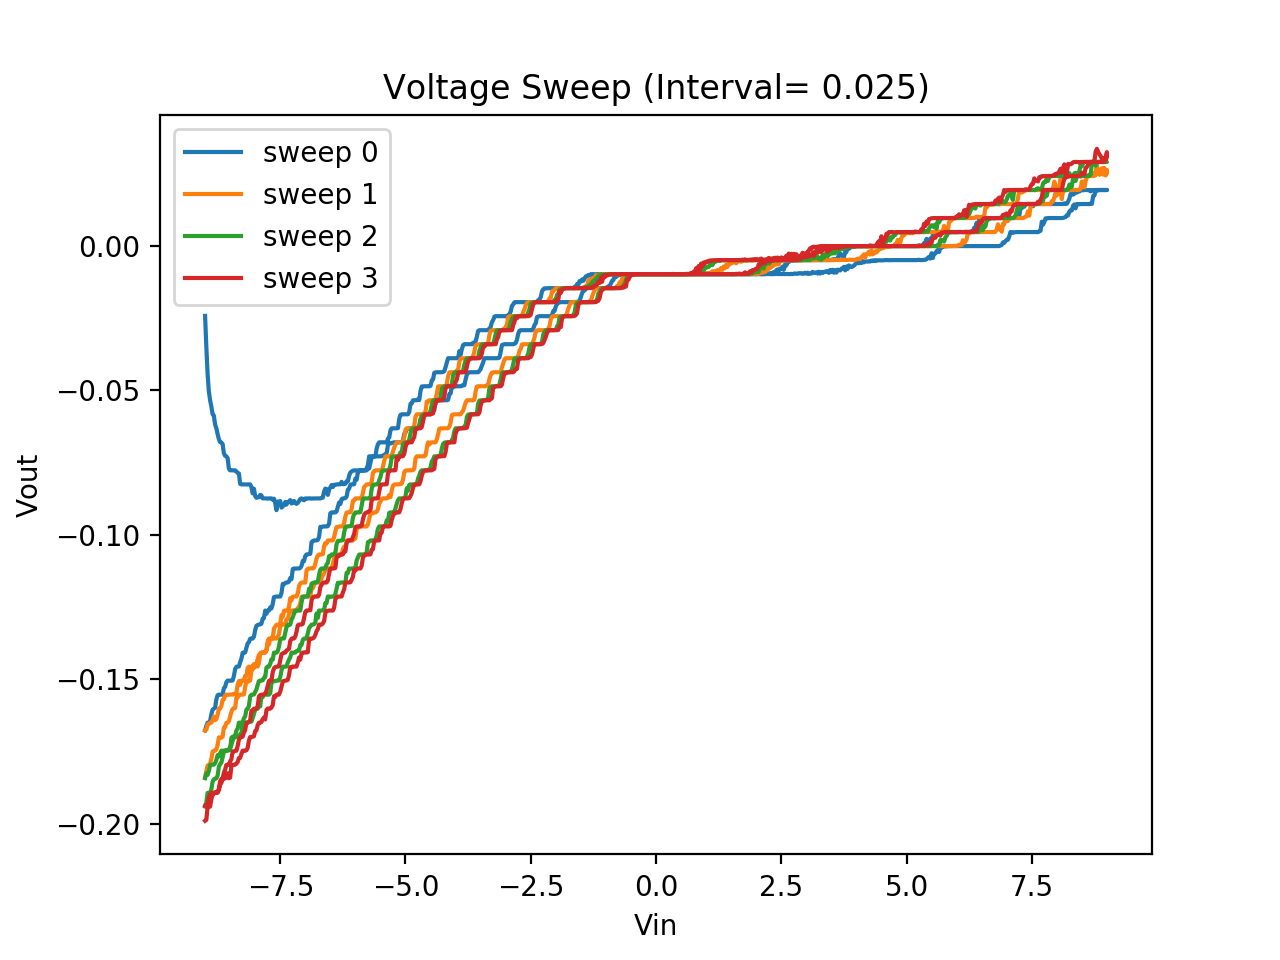 Voltage Sweep (Interval= 0.025)
sweep 0
sweep 1
sweep 2
sweep 3
0.00
−0.05
−0.10
−0.15
−0.20
Vout
−7.5 −5.0 −2.5 0.0 2.5 5.0 7.5
Vin